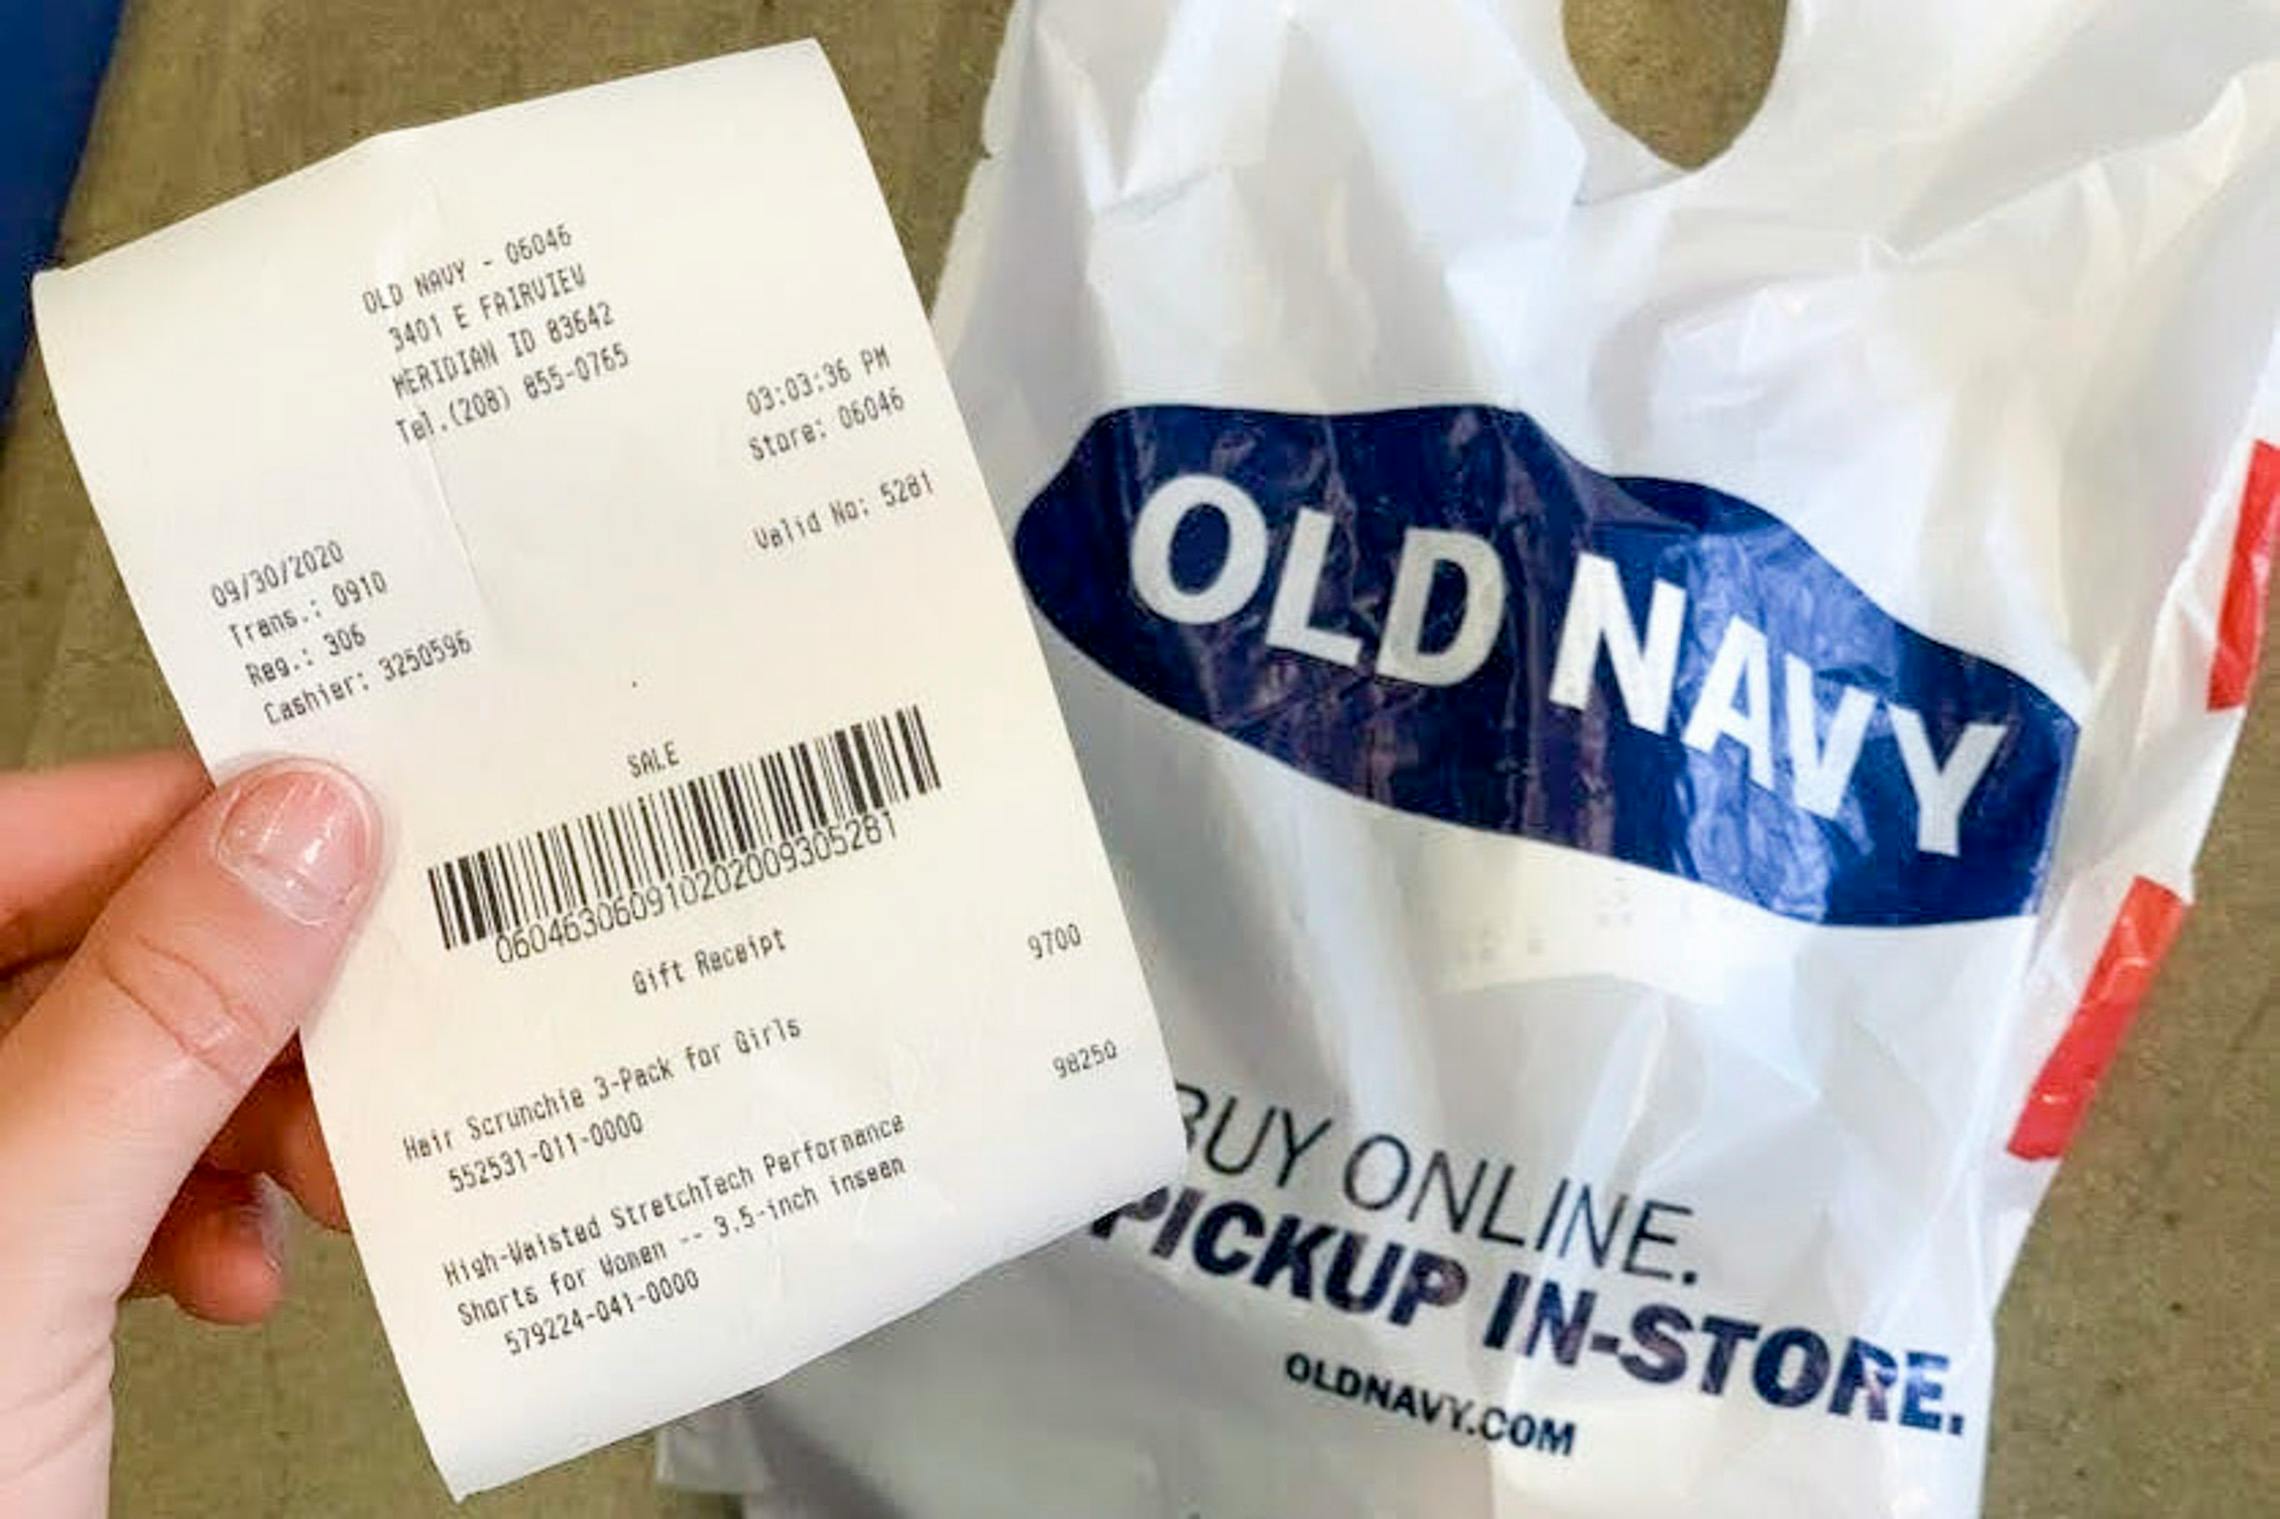 OLD NAVY - 06046
3401 E FAIRVIEW
MERIDIAN ID 83642
Tel.(208) 855-0765
03:03:36 PM
Store: 06046
Valid No: 5281
09/30/2020
Trans.: 0910
Reg.: 306
Cashier: 3250596
SALE
060463060910202009305281
Gift Receipt
9700
Hair Scrunchie 3-Pack for Girls
552531-011-0000
98250
High-Waisted StretchTech Performance
Shorts for Women -- 3.5-inch inseam
579224-041-0000
OLD NAVY
BUY ONLINE.
PICKUP IN-STORE.
OLDNAVY.COM